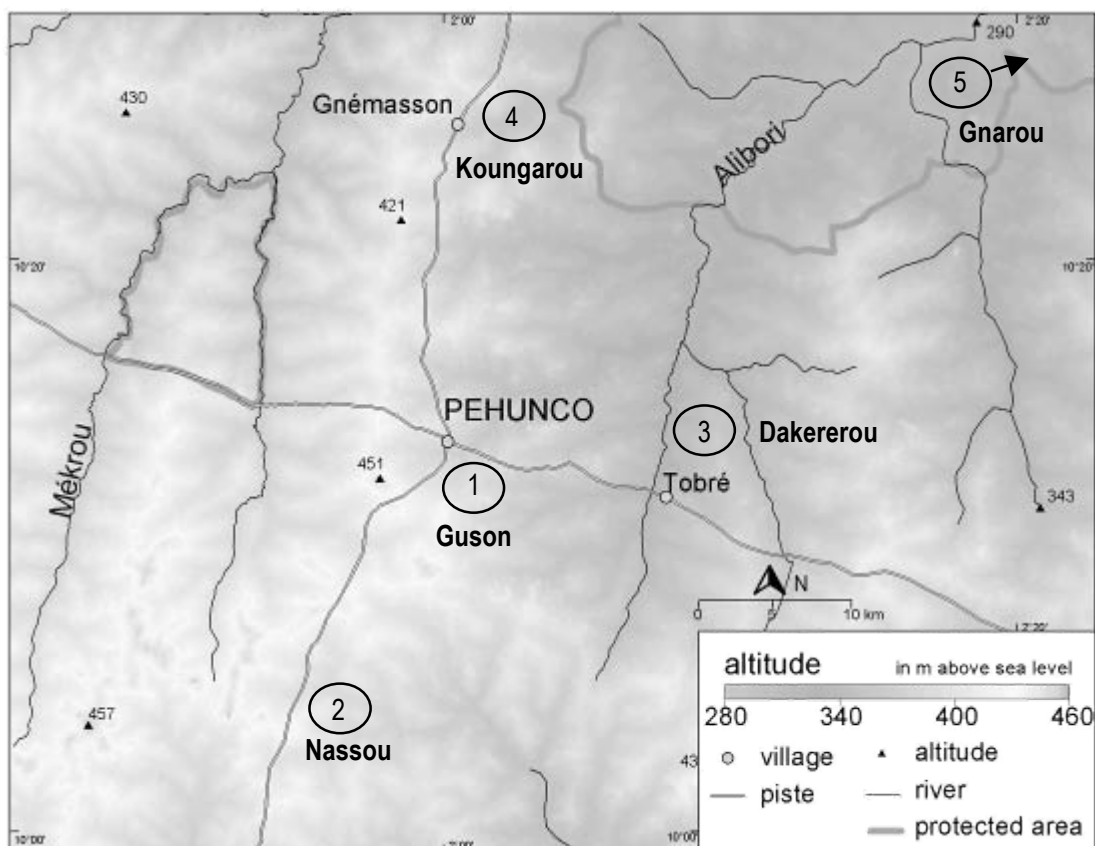 2°00'
2°20'
290
430
Gnémasson
4
Koungarou
5
Gnarou
Alibori
421
10°20'
10°20'
PEHUNCO
3
Dakererou
Mékrou
451
1
Guson
Tobré
343
N
0 5 10 km
2°20'
2
Nassou
457
altitude in m above sea level
280 340 400 460
village altitude
piste river
protected area
43
10°00'
10°00'